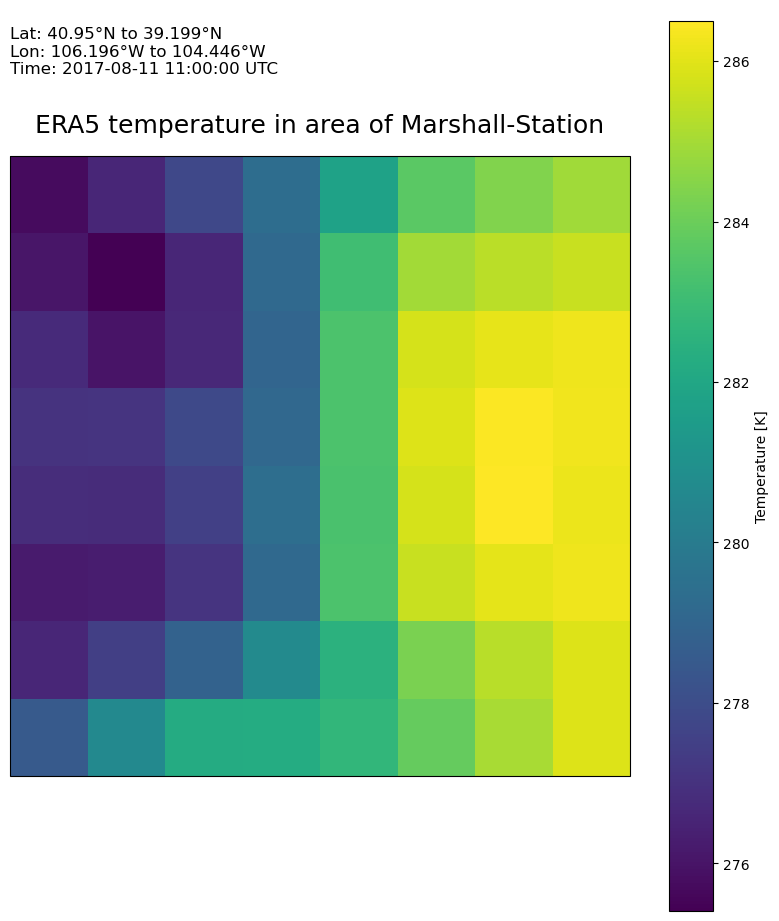 Lat: 40.95°N to 39.199°N
Lon: 106.196°W to 104.446°W
Time: 2017-08-11 11:00:00 UTC
ERA5 temperature in area of Marshall-Station
286
284
282
280
278
276
Temperature [K]